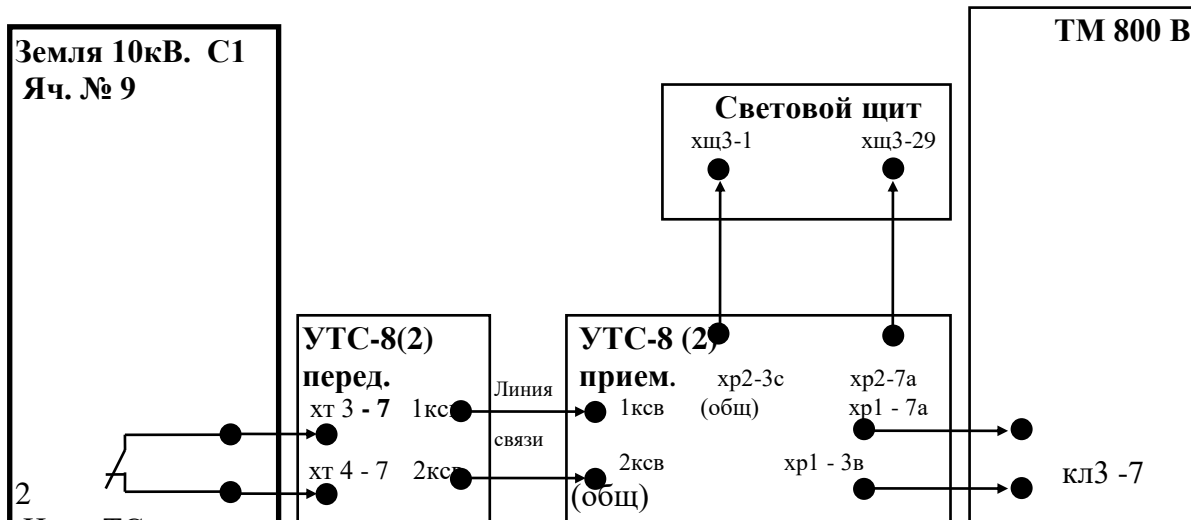 Земля 10кВ. С1
Яч. № 9
ТМ 800 В
Световой щит
хщ3-1
хщ3-29
УТС-8(2)
перед.
УТС-8 (2)
прием.
хр2-3с
(общ)
хр2-7а
хр1 - 7а
Линия
связи
хт 3 - 7
1ксв
1ксв
хт 4 - 7
2ксв
2ксв
(общ)
хр1 - 3в
кл3 -7
2